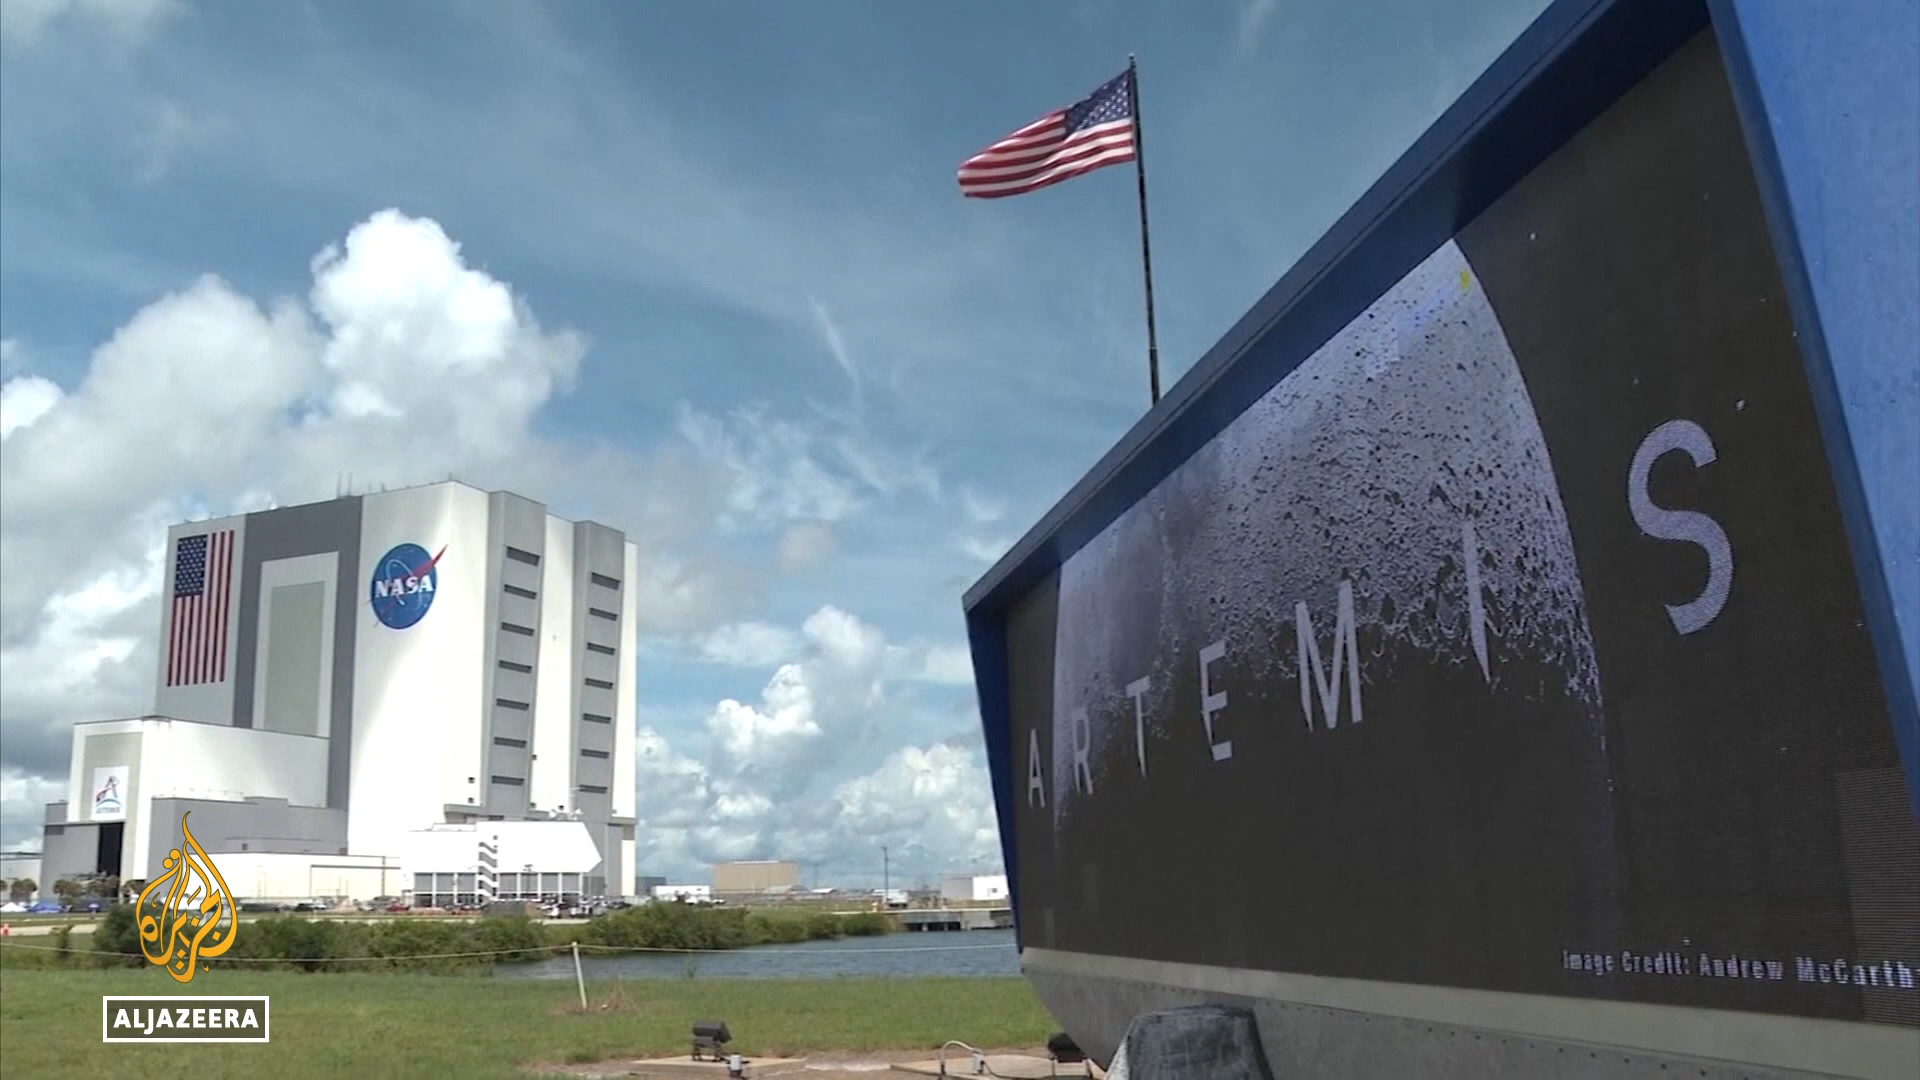 NASA
ARTEMIS
Image Credit: Andrew McCarth
الجزيرة
ALJAZEERA